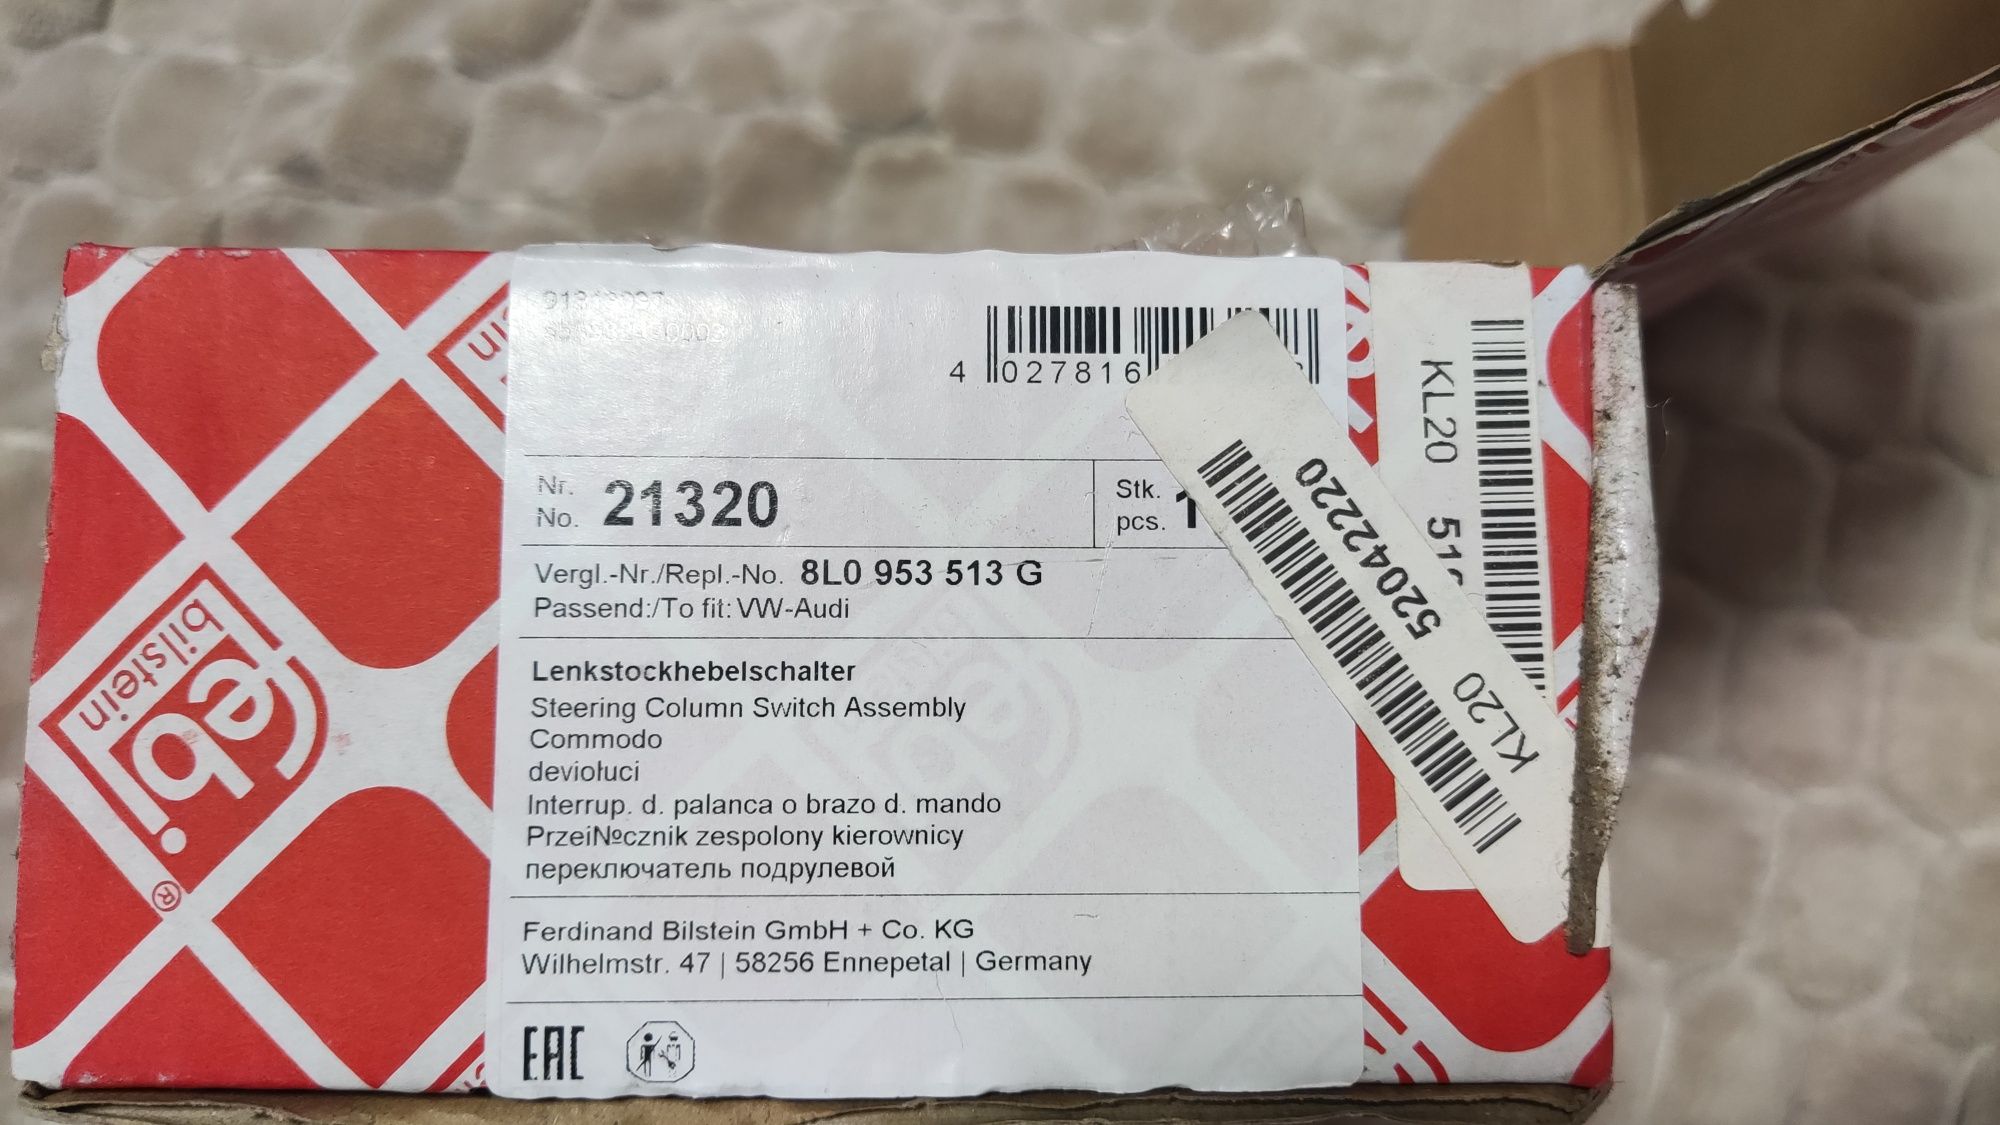 4 027816
Nr.
No. 21320
Stk.
pcs.
Vergl.-Nr./Repl.-No. 8L0 953 513 G
Passend:/To fit: VW-Audi
Lenkstockhebelschalter
Steering Column Switch Assembly
Commodo
deviołuci
Interrup. d. palanca o brazo d. mando
Przei№cznik zespolony kierownicy
переключатель подрулевой
Ferdinand Bilstein GmbH + Co. KG
Wilhelmstr. 47 | 58256 Ennepetal | Germany
EAC
KL20 52042220
KL20
febi
bilstein
®